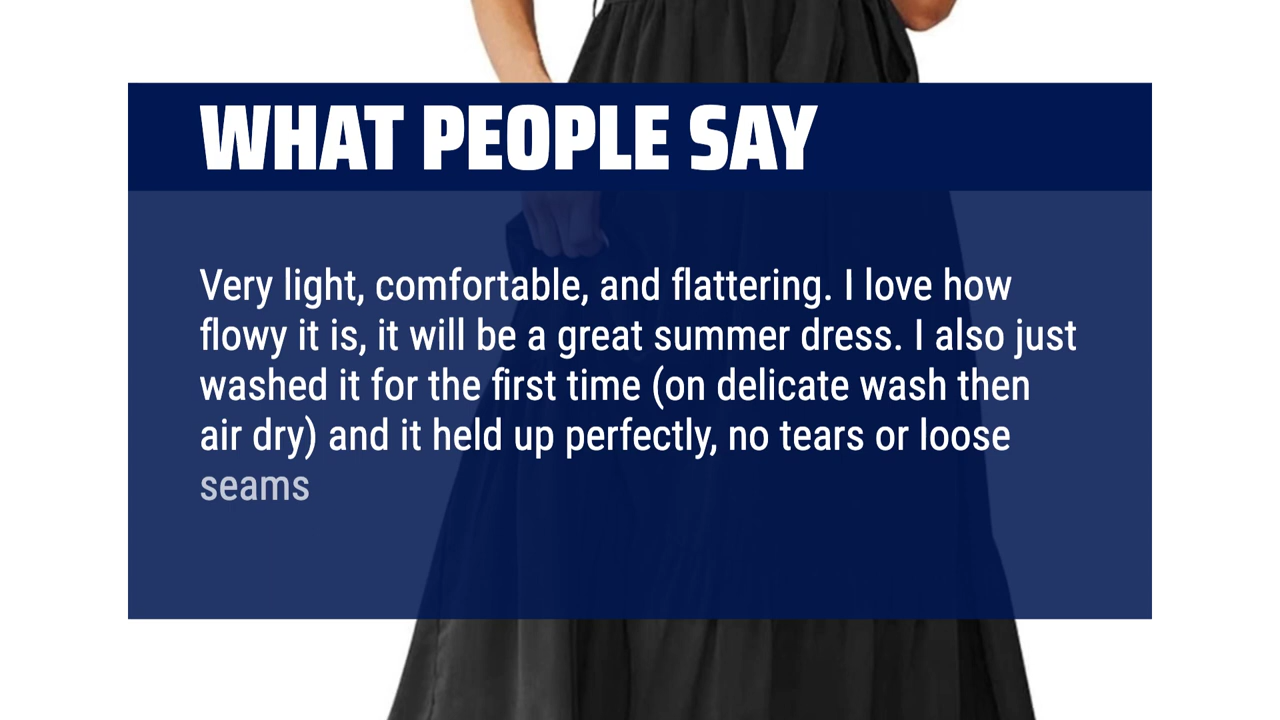 WHAT PEOPLE SAY
Very light, comfortable, and flattering. I love how
flowy it is, it will be a great summer dress. I also just
washed it for the first time (on delicate wash then
air dry) and it held up perfectly, no tears or loose
seams